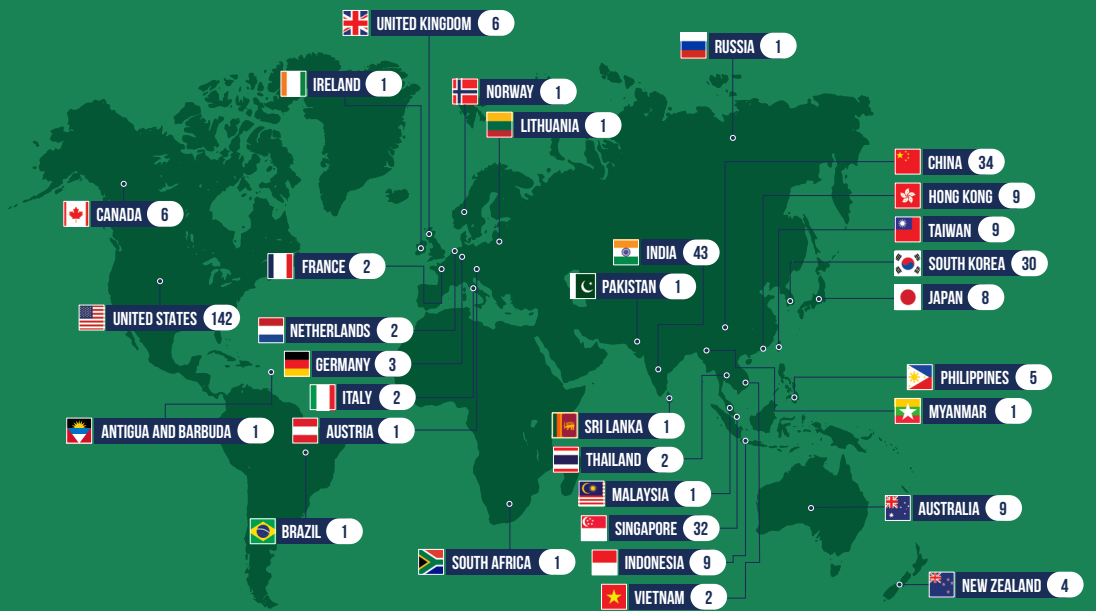 UNITED KINGDOM 6
RUSSIA 1
IRELAND 1
NORWAY 1
LITHUANIA 1
CHINA 34
HONG KONG 9
CANADA 6
TAIWAN 9
INDIA 43
SOUTH KOREA 30
FRANCE 2
PAKISTAN 1
JAPAN 8
UNITED STATES 142
NETHERLANDS 2
GERMANY 3
PHILIPPINES 5
ITALY 2
MYANMAR 1
ANTIGUA AND BARBUDA 1
AUSTRIA 1
SRI LANKA 1
THAILAND 2
MALAYSIA 1
AUSTRALIA 9
SINGAPORE 32
BRAZIL 1
SOUTH AFRICA 1
INDONESIA 9
NEW ZEALAND 4
VIETNAM 2